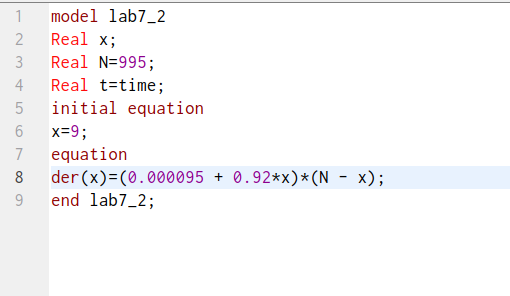 1 model lab7_2
2 Real x;
3 Real N=995;
4 Real t=time;
5 initial equation
6 x=9;
7 equation
8 der(x)=(0.000095 + 0.92*x)*(N - x);
9 end lab7_2;